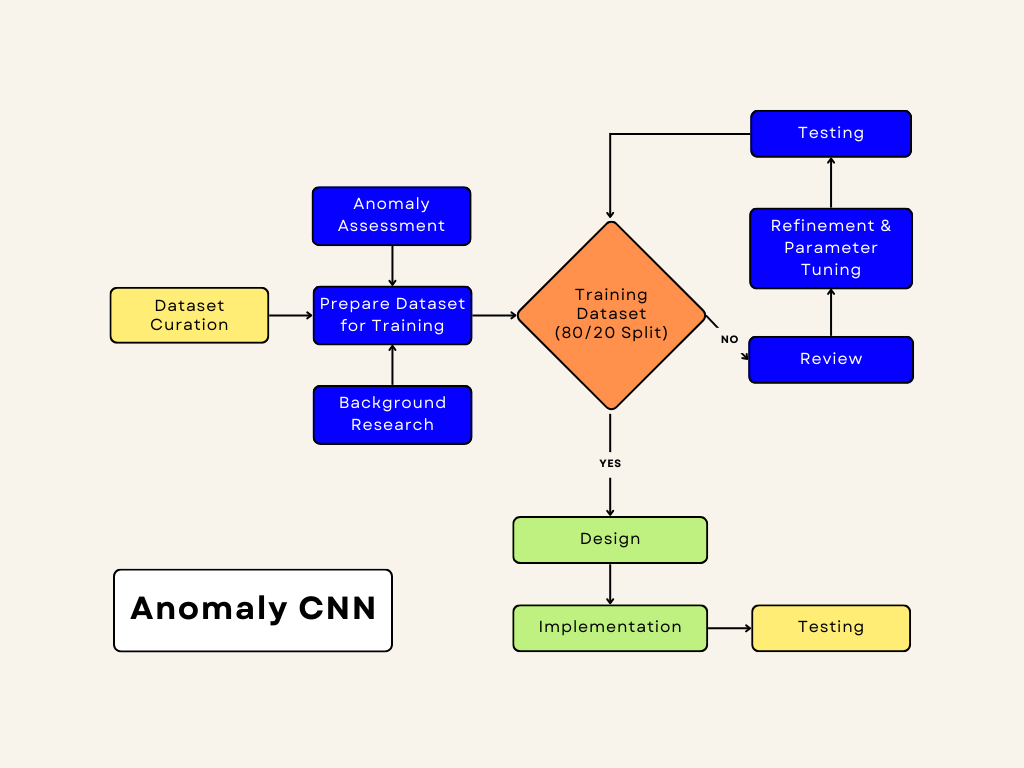 Testing
Anomaly
Assessment
Refinement &
Parameter
Tuning
Dataset
Curation
Prepare Dataset
for Training
Training
Dataset
(80/20 Split)
NO
Review
Background
Research
YES
Design
Anomaly CNN
Implementation
Testing